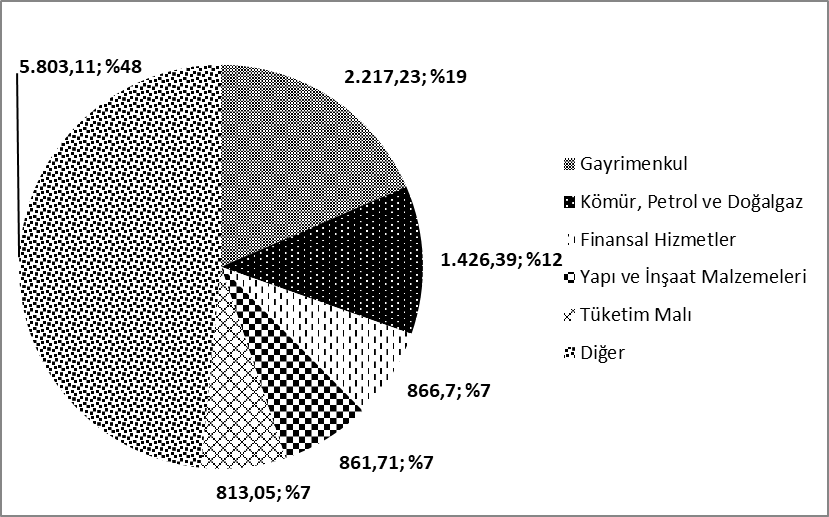 5.803,11; %48
2.217,23; %19
1.426,39; %12
866,7; %7
861,71; %7
813,05; %7
Gayrimenkul
Kömür, Petrol ve Doğalgaz
Finansal Hizmetler
Yapı ve İnşaat Malzemeleri
Tüketim Malı
Diğer